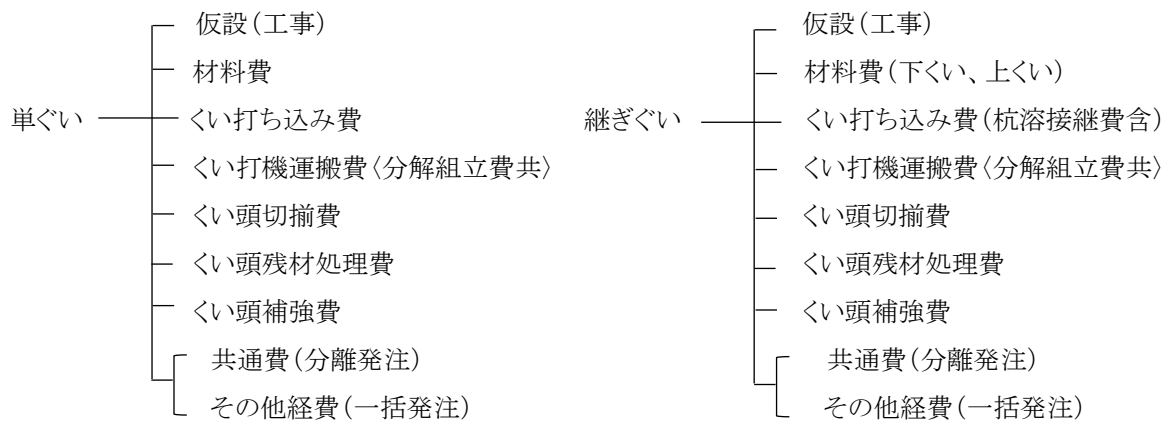 仮設(工事)
材料費
単ぐい
くい打ち込み費
くい打機運搬費〈分解組立費共〉
くい頭切揃費
くい頭残材処理費
くい頭補強費
共通費(分離発注)
その他経費(一括発注)
仮設(工事)
材料費(下くい、上くい)
継ぎぐい
くい打ち込み費(杭溶接継費含)
くい打機運搬費〈分解組立費共〉
くい頭切揃費
くい頭残材処理費
くい頭補強費
共通費(分離発注)
その他経費(一括発注)